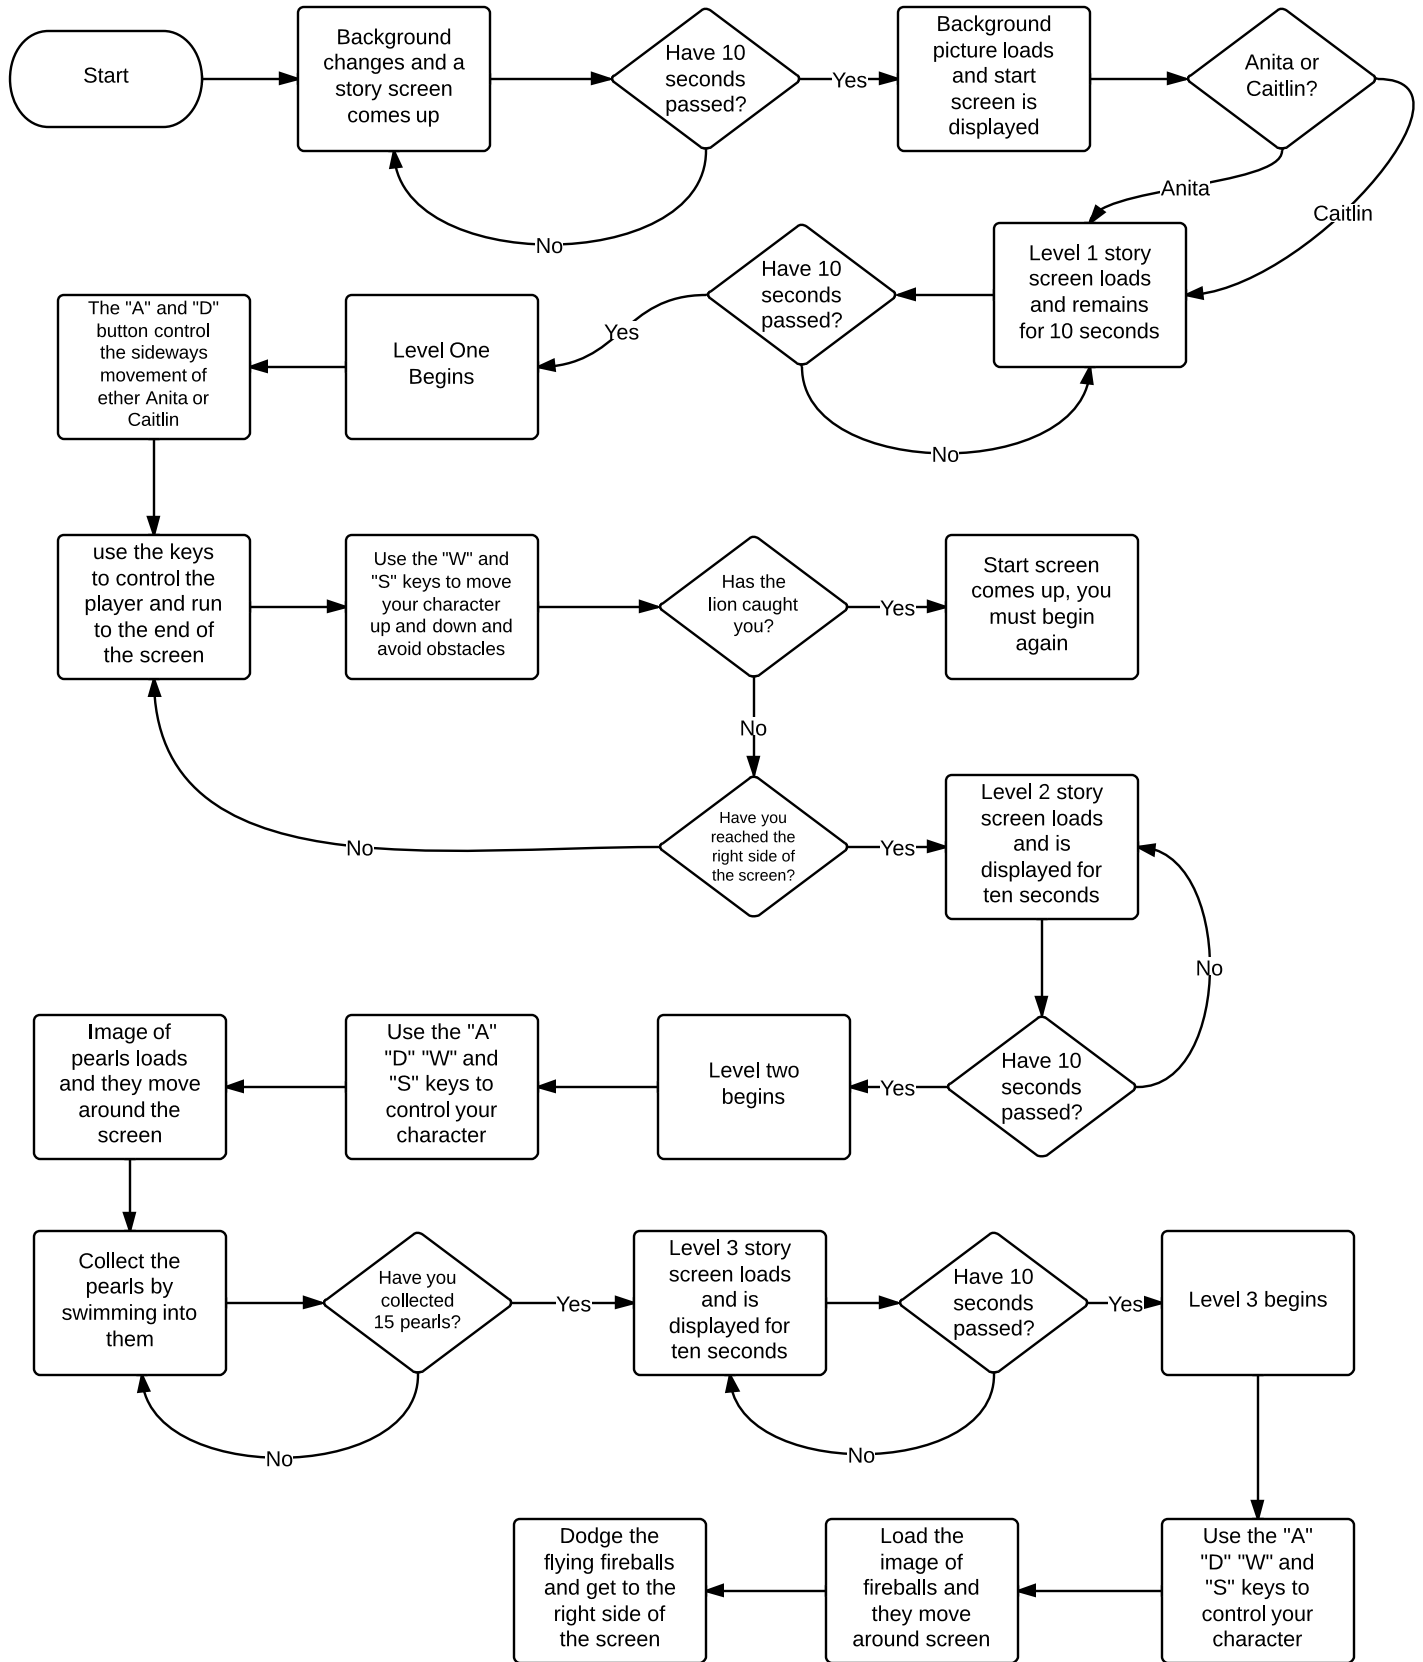 Start
Background
changes and a
story screen
comes up
Have 10
seconds
passed?
No
Yes
Background
picture loads
and start
screen is
displayed
Anita or
Caitlin?
Anita
Caitlin
Level 1 story
screen loads
and remains
for 10 seconds
Have 10
seconds
passed?
No
Yes
Level One
Begins
The "A" and "D"
button control
the sideways
movement of
ether Anita or
Caitlin
use the keys
to control the
player and run
to the end of
the screen
Use the "W" and
"S" keys to move
your character
up and down and
avoid obstacles
Has the
lion caught
you?
Yes
Start screen
comes up, you
must begin
again
No
Have you
reached the
right side of
the screen?
No
Yes
Level 2 story
screen loads
and is
displayed for
ten seconds
No
Have 10
seconds
passed?
Yes
Level two
begins
Use the "A"
"D" "W" and
"S" keys to
control your
character
Image of
pearls loads
and they move
around the
screen
Collect the
pearls by
swimming into
them
Have you
collected
15 pearls?
No
Yes
Level 3 story
screen loads
and is
displayed for
ten seconds
Have 10
seconds
passed?
No
Yes
Level 3 begins
Use the "A"
"D" "W" and
"S" keys to
control your
character
Load the
image of
fireballs and
they move
around screen
Dodge the
flying fireballs
and get to the
right side of
the screen